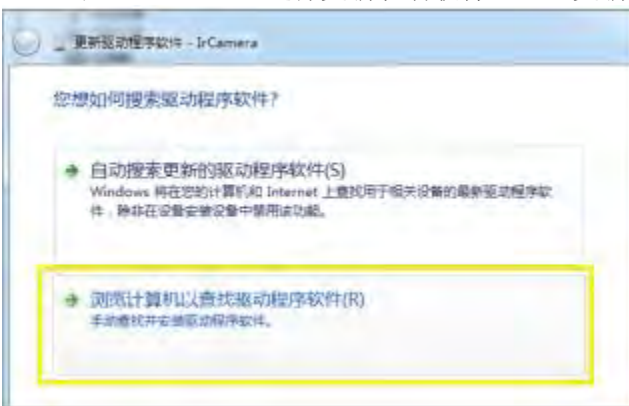 更新驱动程序软件 - IrCamera
您想如何搜索驱动程序软件?
自动搜索更新的驱动程序软件(S)
Windows 将在您的计算机和 Internet 上查找用于相关设备的最新驱动程序软
件，除非在设备安装设置中禁用该功能。
浏览计算机以查找驱动程序软件(R)
手动查找并安装驱动程序软件。